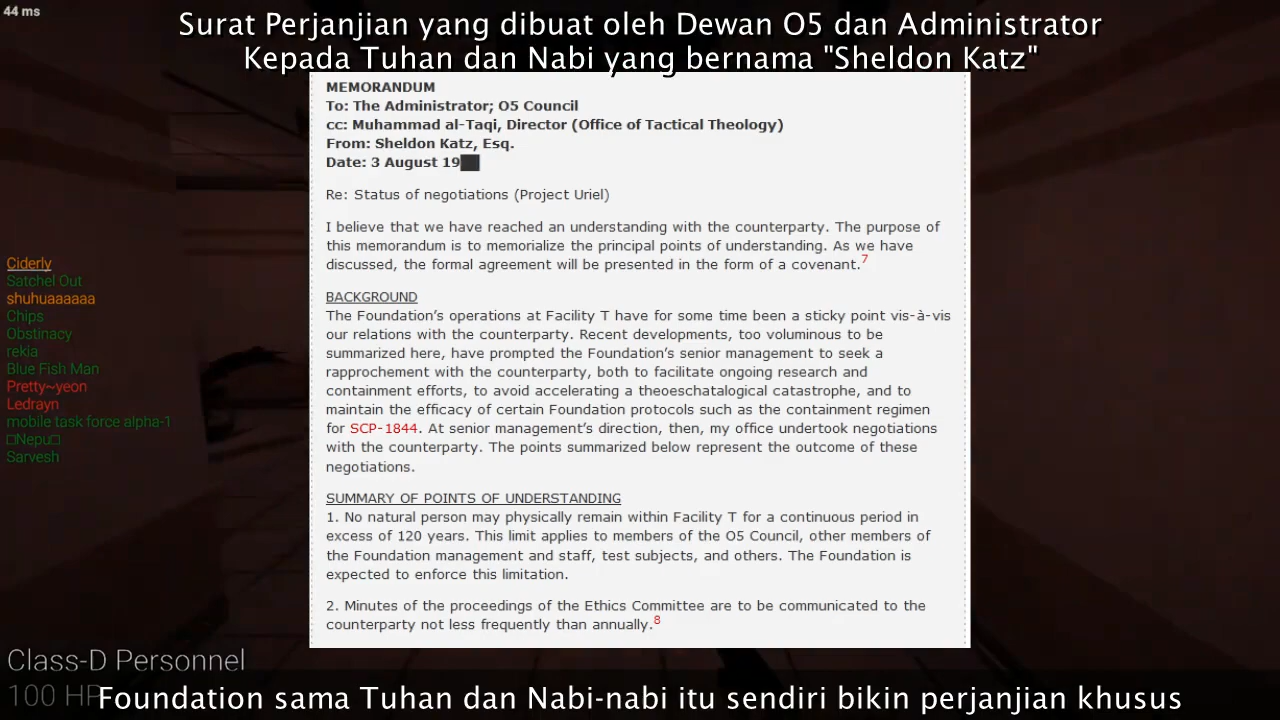 44 ms
Surat Perjanjian yang dibuat oleh Dewan O5 dan Administrator
Kepada Tuhan dan Nabi yang bernama "Sheldon Katz"
MEMORANDUM
To: The Administrator; O5 Council
cc: Muhammad al-Taqi, Director (Office of Tactical Theology)
From: Sheldon Katz, Esq.
Date: 3 August 19██
Re: Status of negotiations (Project Uriel)
I believe that we have reached an understanding with the counterparty. The purpose of
this memorandum is to memorialize the principal points of understanding. As we have
discussed, the formal agreement will be presented in the form of a covenant.7
BACKGROUND
The Foundation's operations at Facility T have for some time been a sticky point vis-à-vis
our relations with the counterparty. Recent developments, too voluminous to be
summarized here, have prompted the Foundation's senior management to seek a
rapprochement with the counterparty, both to facilitate ongoing research and
containment efforts, to avoid accelerating a theoeschatalogical catastrophe, and to
maintain the efficacy of certain Foundation protocols such as the containment regimen
for SCP-1844. At senior management's direction, then, my office undertook negotiations
with the counterparty. The points summarized below represent the outcome of these
negotiations.
SUMMARY OF POINTS OF UNDERSTANDING
1. No natural person may physically remain within Facility T for a continuous period in
excess of 120 years. This limit applies to members of the O5 Council, other members of
the Foundation management and staff, test subjects, and others. The Foundation is
expected to enforce this limitation.
2. Minutes of the proceedings of the Ethics Committee are to be communicated to the
counterparty not less frequently than annually.8
Ciderly
Satchel Out
shuhuaaaaaa
Chips
Obstinacy
rekla
Blue Fish Man
Pretty~yeon
Ledrayn
mobile task force alpha-1
□Nepu□
Sarvesh
Class-D Personnel
100 HP
Foundation sama Tuhan dan Nabi-nabi itu sendiri bikin perjanjian khusus